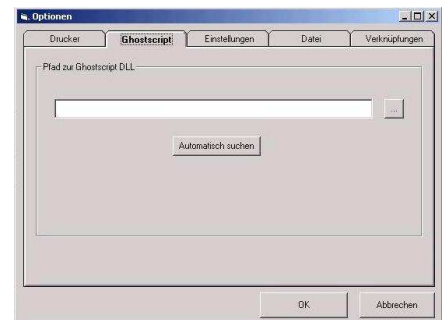 Optionen
Drucker Ghostscript Einstellungen Datei Verknüpfungen
Pfad zur Ghostscript DLL
...
Automatisch suchen
OK Abbrechen